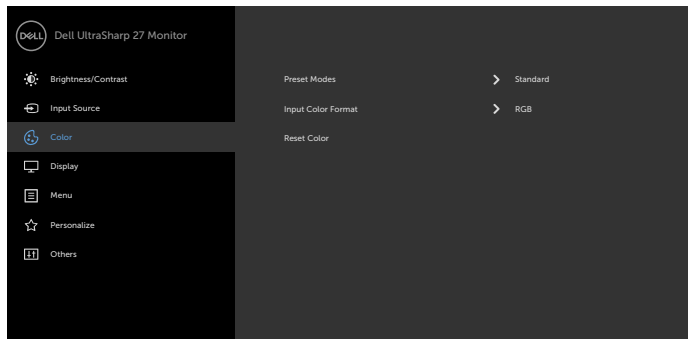 DELL Dell UltraSharp 27 Monitor
Brightness/Contrast
Preset Modes Standard
Input Source
Input Color Format RGB
Color
Reset Color
Display
Menu
Personalize
Others